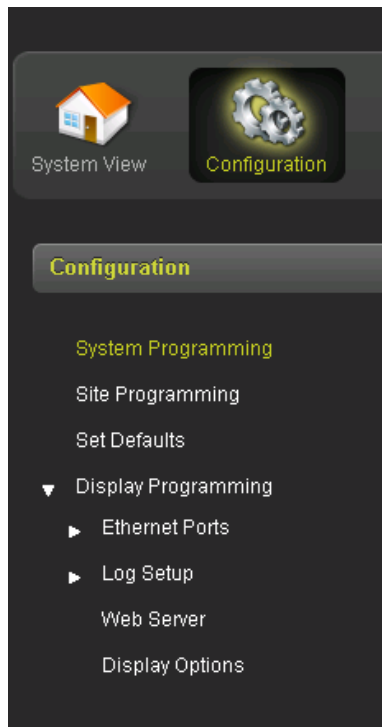 System View
Configuration
Configuration
System Programming
Site Programming
Set Defaults
Display Programming
Ethernet Ports
Log Setup
Web Server
Display Options